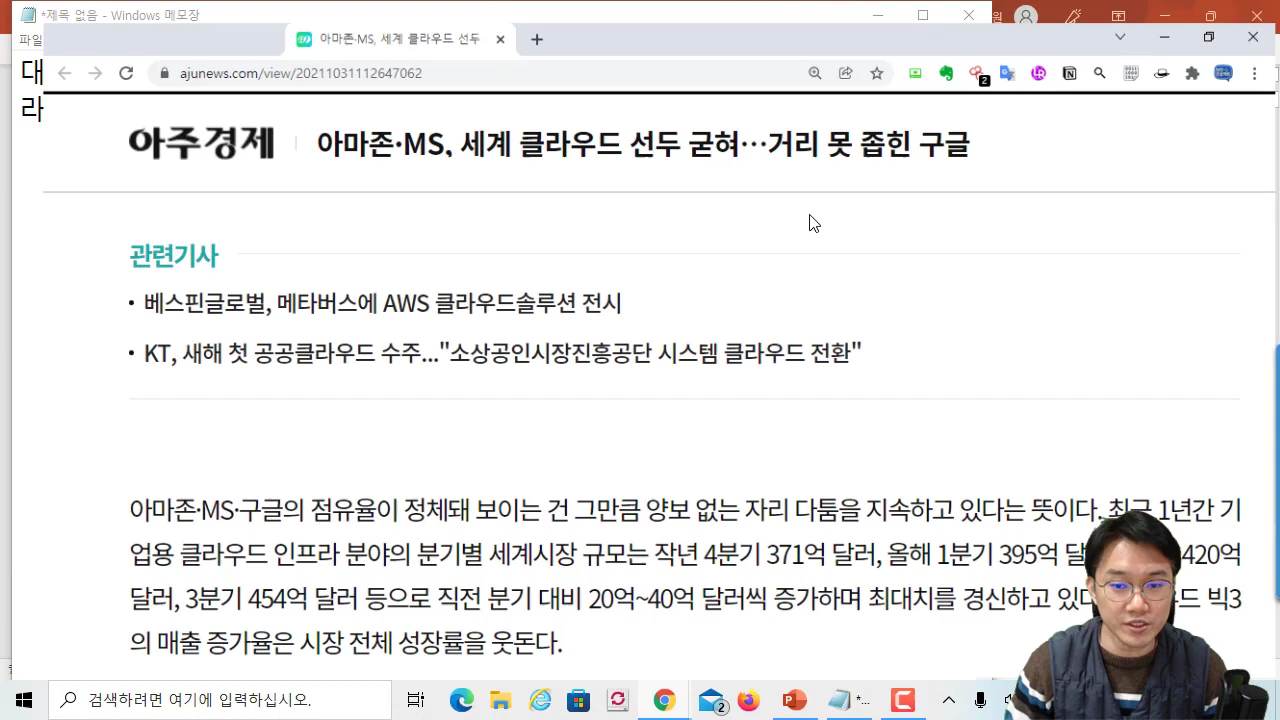 *제목 없음 - Windows 메모장
파일
대
라
아마존·MS, 세계 클라우드 선두
ajunews.com/view/20211031112647062
2
아주경제
아마존·MS, 세계 클라우드 선두 굳혀…거리 못 좁힌 구글
관련기사
• 베스핀글로벌, 메타버스에 AWS 클라우드솔루션 전시
• KT, 새해 첫 공공클라우드 수주..."소상공인시장진흥공단 시스템 클라우드 전환"
아마존·MS·구글의 점유율이 정체돼 보이는 건 그만큼 양보 없는 자리 다툼을 지속하고 있다는 뜻이다. 최근 1년간 기
업용 클라우드 인프라 분야의 분기별 세계시장 규모는 작년 4분기 371억 달러, 올해 1분기 395억 420억
달러, 3분기 454억 달러 등으로 직전 분기 대비 20억~40억 달러씩 증가하며 최대치를 경신하고 빅3
의 매출 증가율은 시장 전체 성장률을 웃돈다.
검색하려면 여기에 입력하십시오.
2
*...